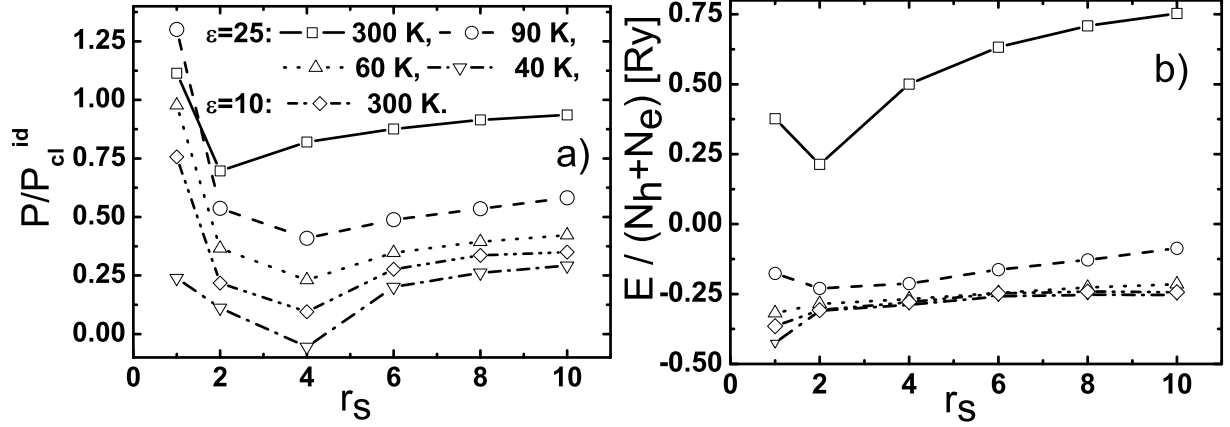 a)
ε=25: 300 K, 90 K,
60 K, 40 K,
ε=10: 300 K.
P/P_cl^id
1.25
1.00
0.75
0.50
0.25
0.00
0 2 4 6 8 10
r_S
b)
E / (N_h+N_e) [Ry]
0.75
0.50
0.25
0.00
-0.25
-0.50
0 2 4 6 8 10
r_S